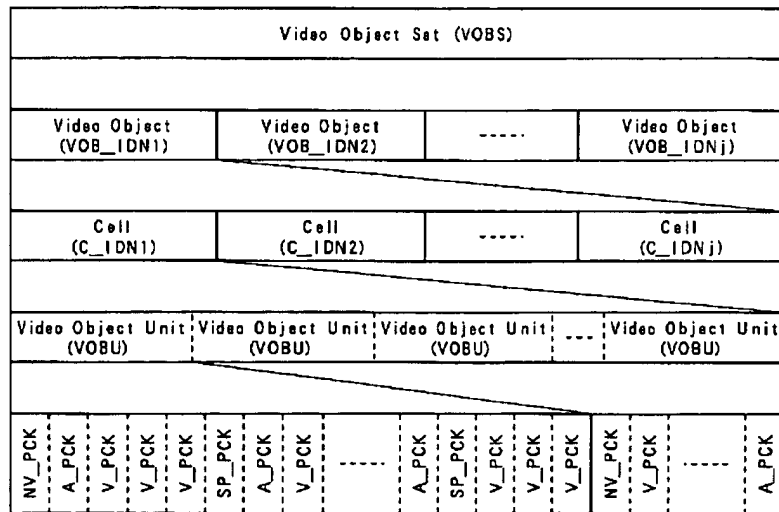 Video Object Set (VOBS)
Video Object Video Object ----- Video Object
(VOB_IDN1) (VOB_IDN2) (VOB_IDNj)
Cell Cell ----- Cell
(C_IDN1) (C_IDN2) (C_IDNj)
Video Object Unit Video Object Unit Video Object Unit ---- Video Object Unit
(VOBU) (VOBU) (VOBU) (VOBU)
NV_PCK A_PCK V_PCK V_PCK V_PCK SP_PCK A_PCK V_PCK ----- A_PCK SP_PCK V_PCK V_PCK V_PCK NV_PCK V_PCK ----- A_PCK